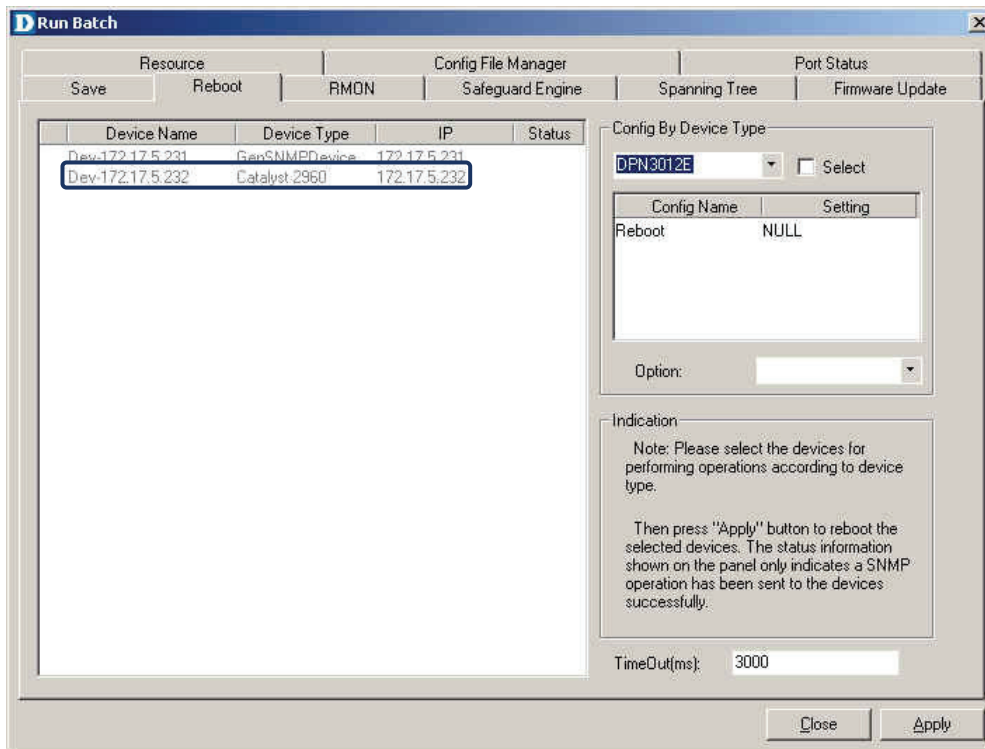 D Run Batch
Resource Config File Manager Port Status
Save Reboot RMON Safeguard Engine Spanning Tree Firmware Update
Device Name Device Type IP Status
Dev-172.17.5.231 GenSNMPDevice 172.17.5.231
Dev-172.17.5.232 Catalyst 2960 172.17.5.232
Config By Device Type
DPN3012E Select
Config Name Setting
Reboot NULL
Option:
Indication
Note: Please select the devices for
performing operations according to device
type.
Then press "Apply" button to reboot the
selected devices. The status information
shown on the panel only indicates a SNMP
operation has been sent to the devices
successfully.
TimeOut(ms): 3000
Close Apply